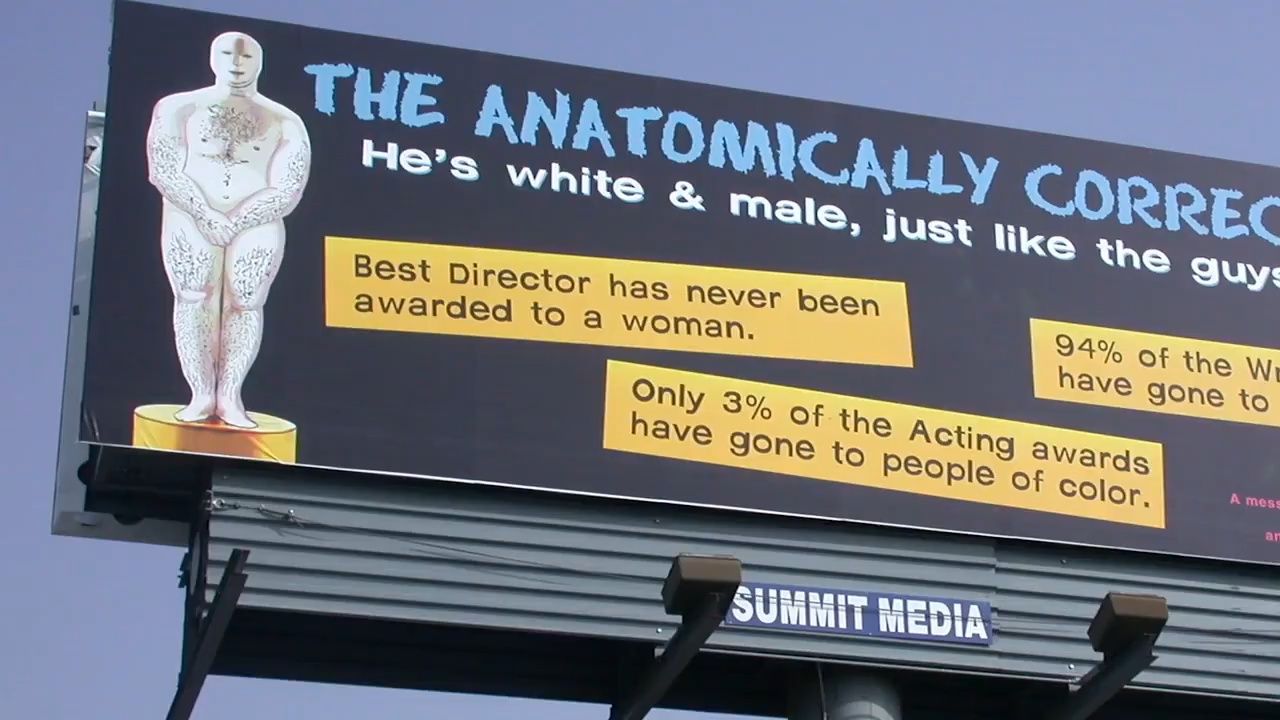 THE ANATOMICALLY CORREC
He's white & male, just like the guys
Best Director has never been
awarded to a woman.
94% of the Wr
have gone to
Only 3% of the Acting awards
have gone to people of color.
A mess
an
SUMMIT MEDIA